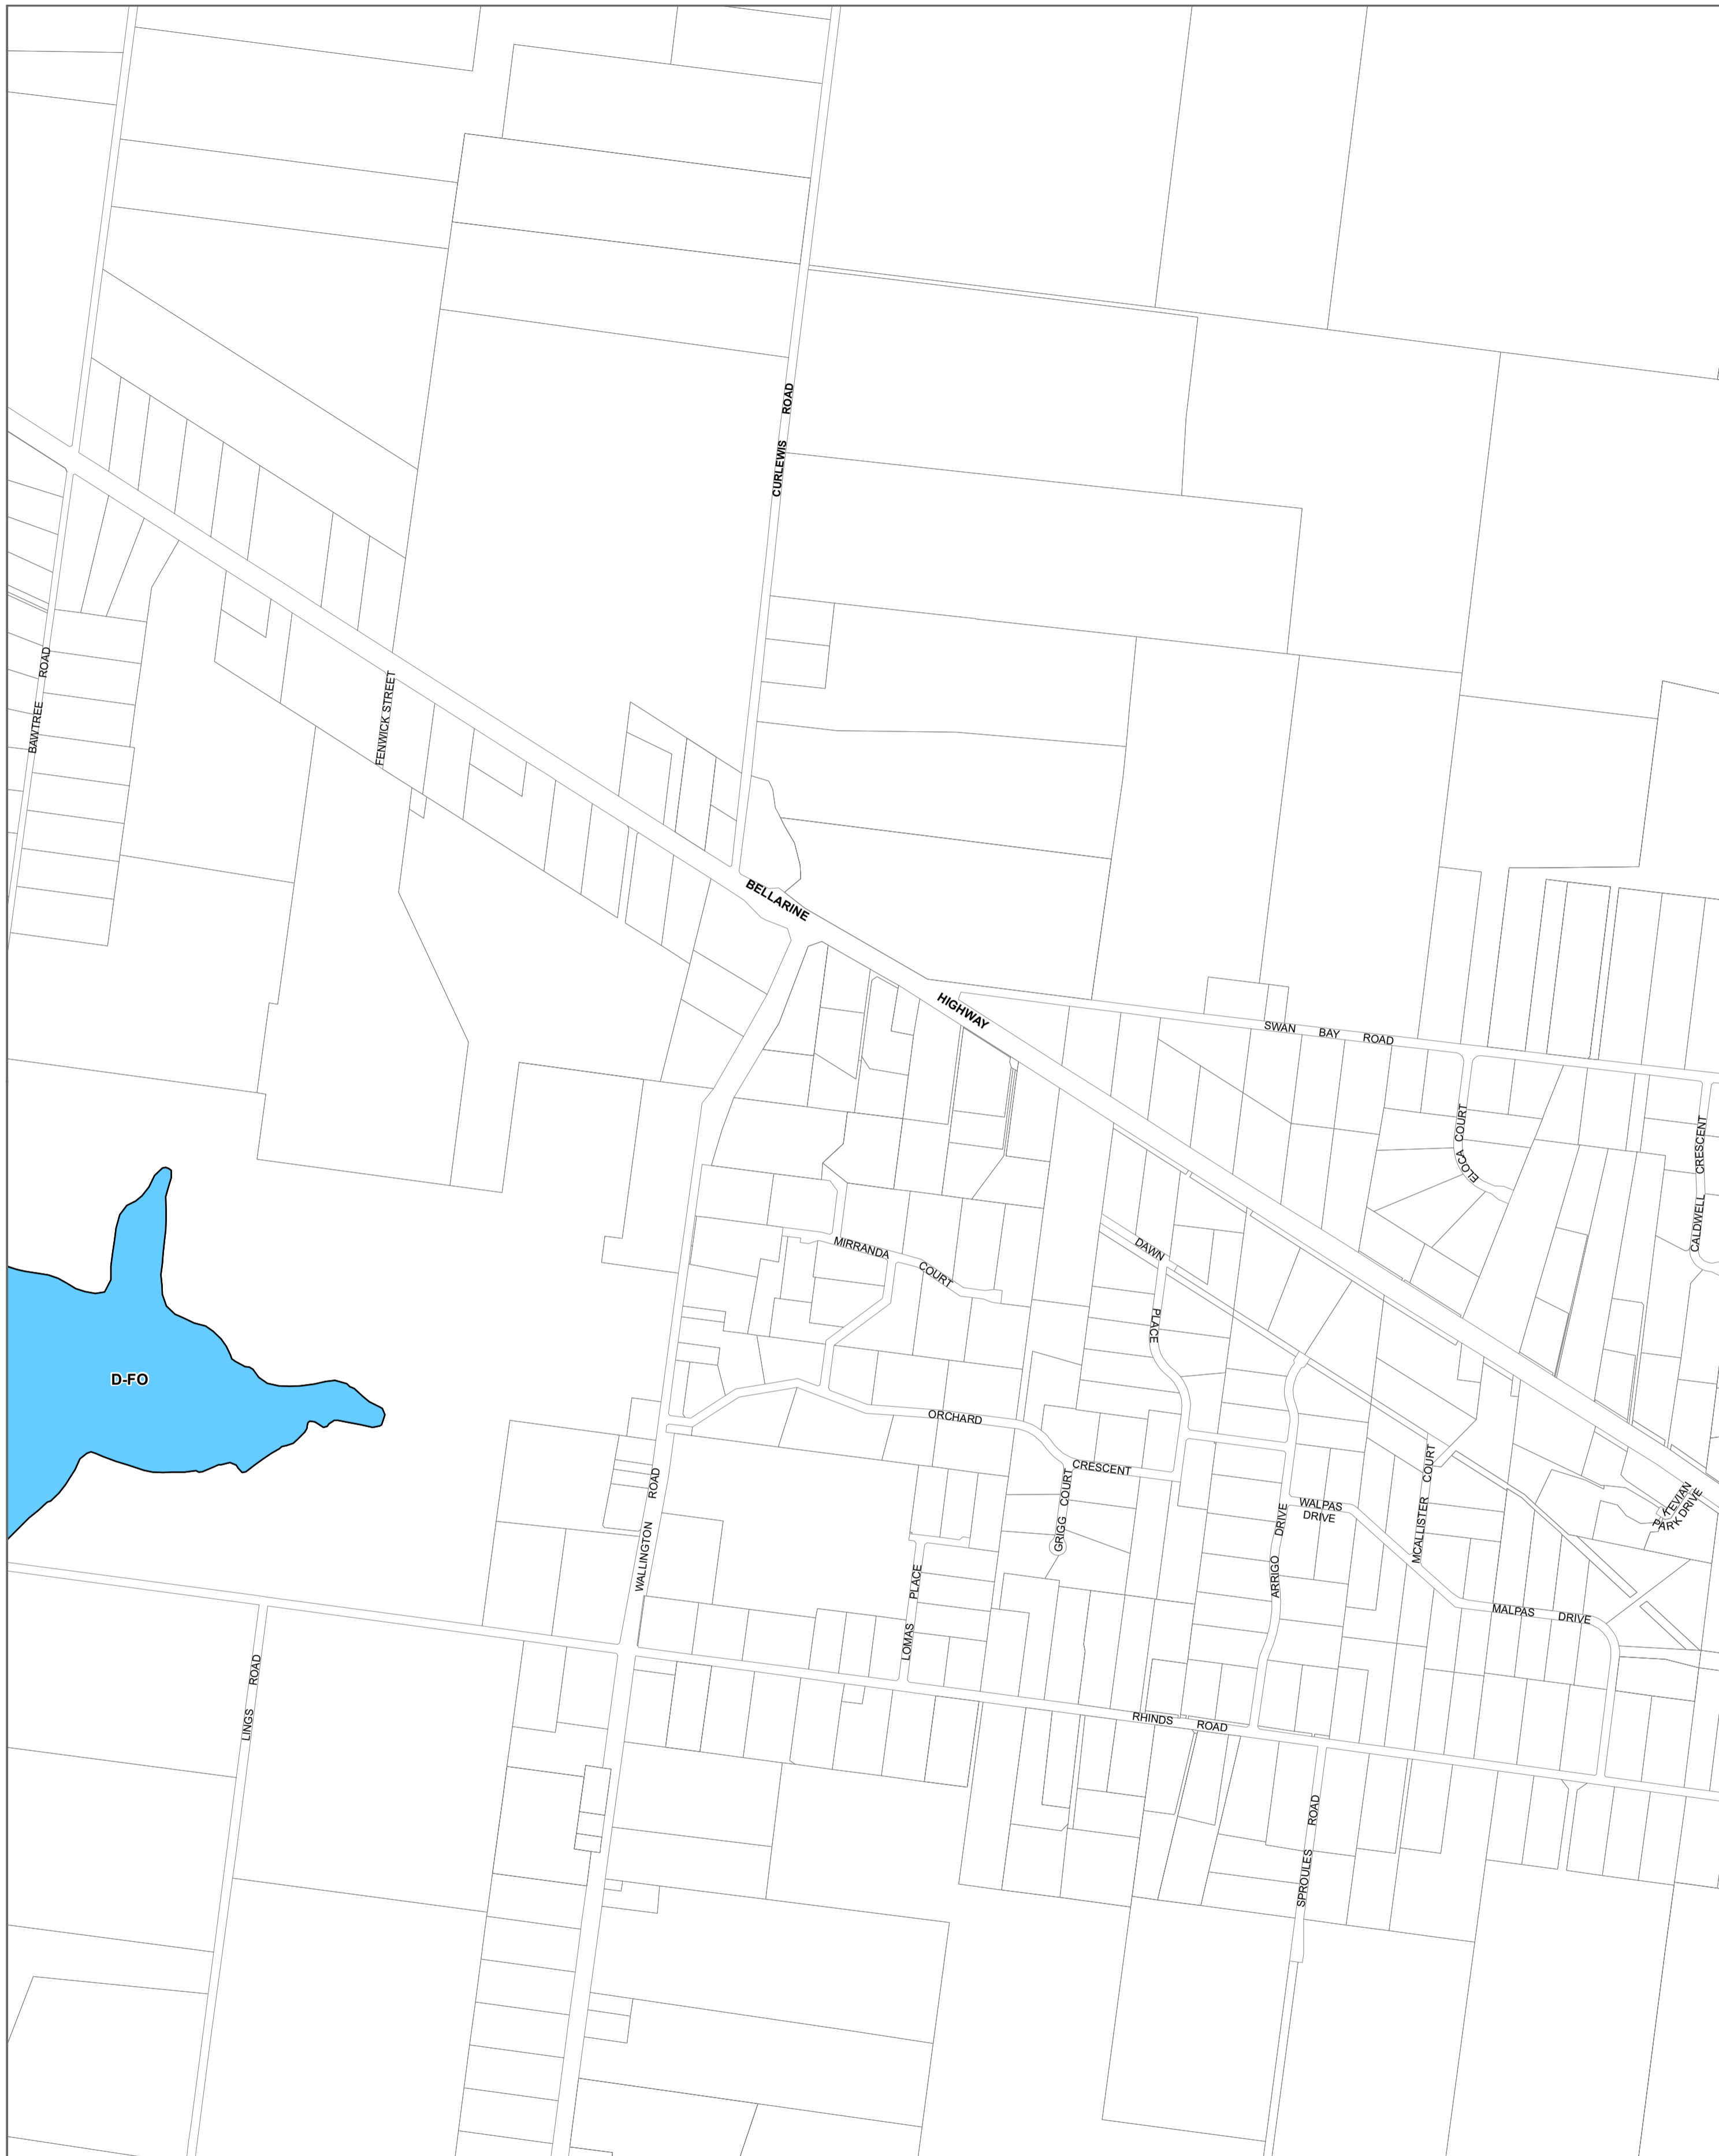 CURLEWIS ROAD
BAWTREE ROAD
FENWICK STREET
BELLARINE
HIGHWAY
SWAN BAY ROAD
ELOCA COURT
CALDWELL CRESCENT
MIRRANDA
COURT
DAWN
PLACE
D-FO
ORCHARD
CRESCENT
GRIGG COURT
WALLINGTON ROAD
WALPAS
DRIVE
ARRIGO DRIVE
MCALLISTER COURT
PARK DRIVE
LOMAS PLACE
MALPAS DRIVE
LINGS ROAD
RHINDS ROAD
SPROULES ROAD